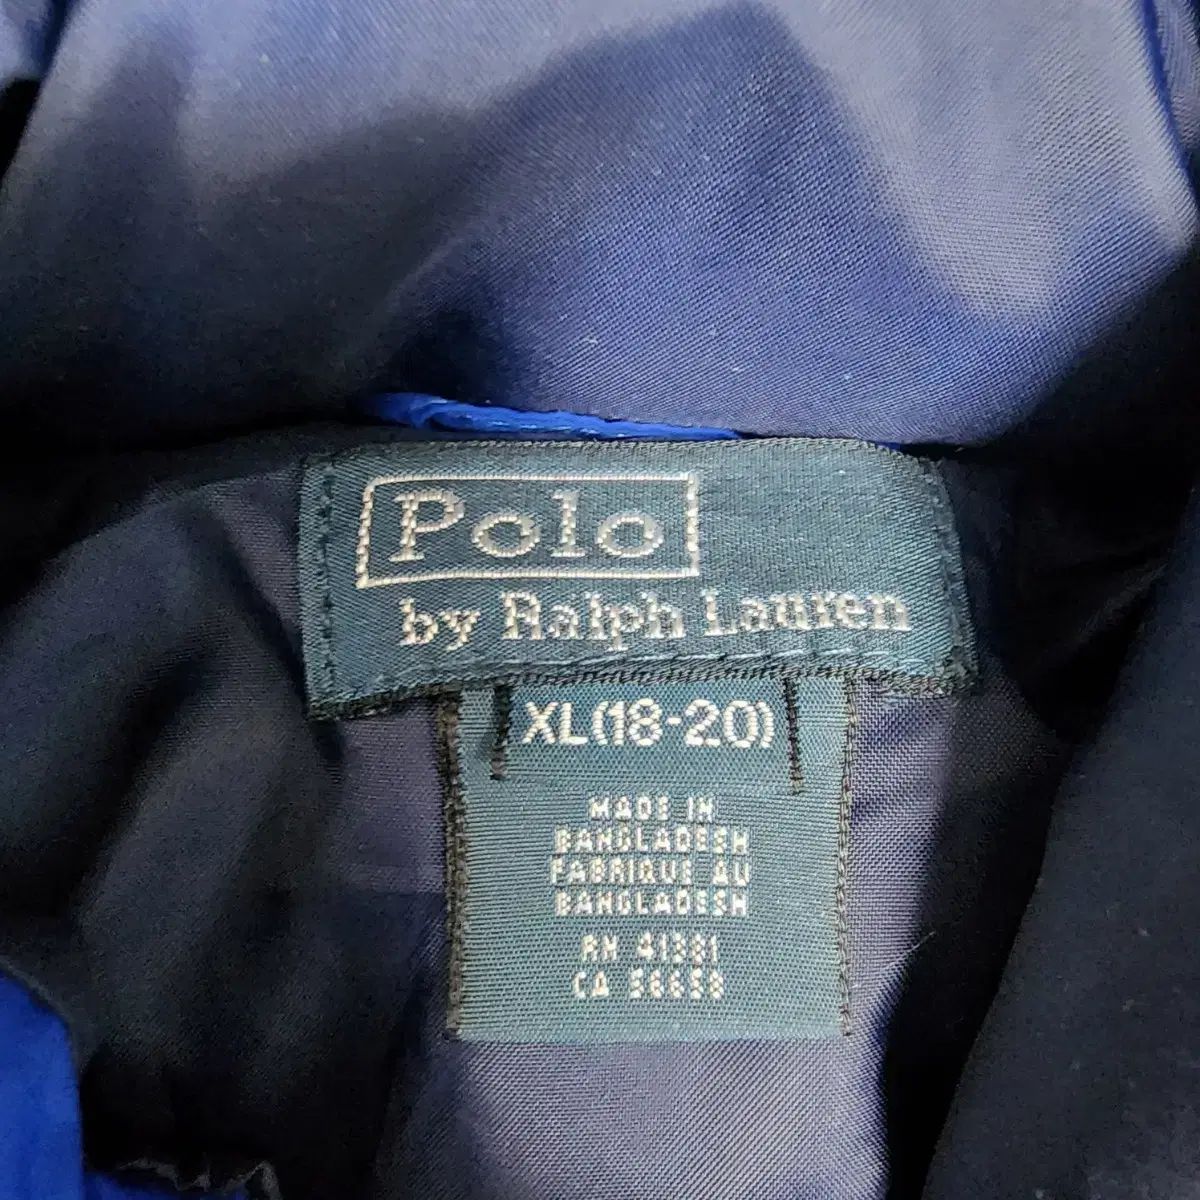 Polo
by Ralph Lauren
XL(18-20)
MADE IN
BANGLADESH
FABRIQUE AU
BANGLADESH
RN 41381
CA 56658